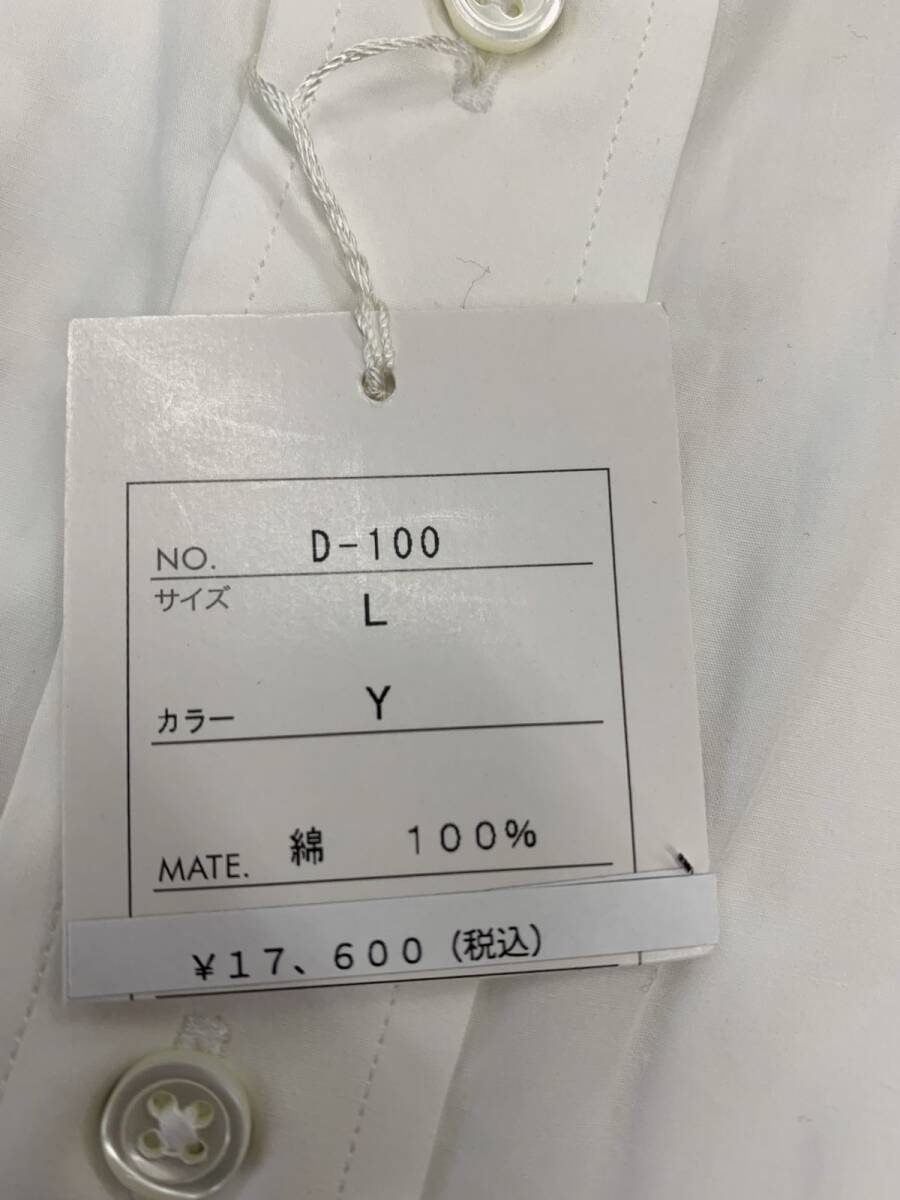 NO. D-100
サイズ L
カラー Y
MATE. 綿 100%
¥17、600(税込)